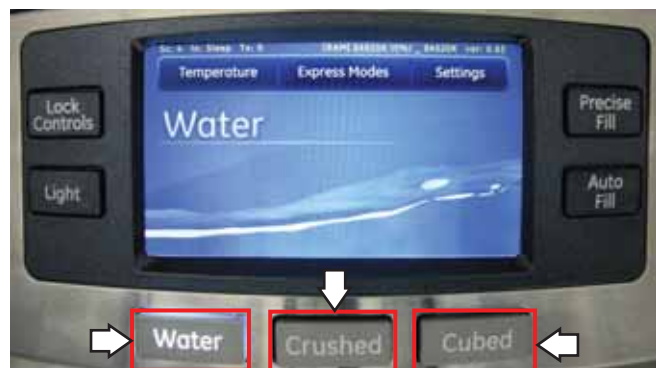 Temperature Express Modes Settings
Lock
Controls
Water
Precise
Fill
Light
Auto
Fill
Water Crushed Cubed